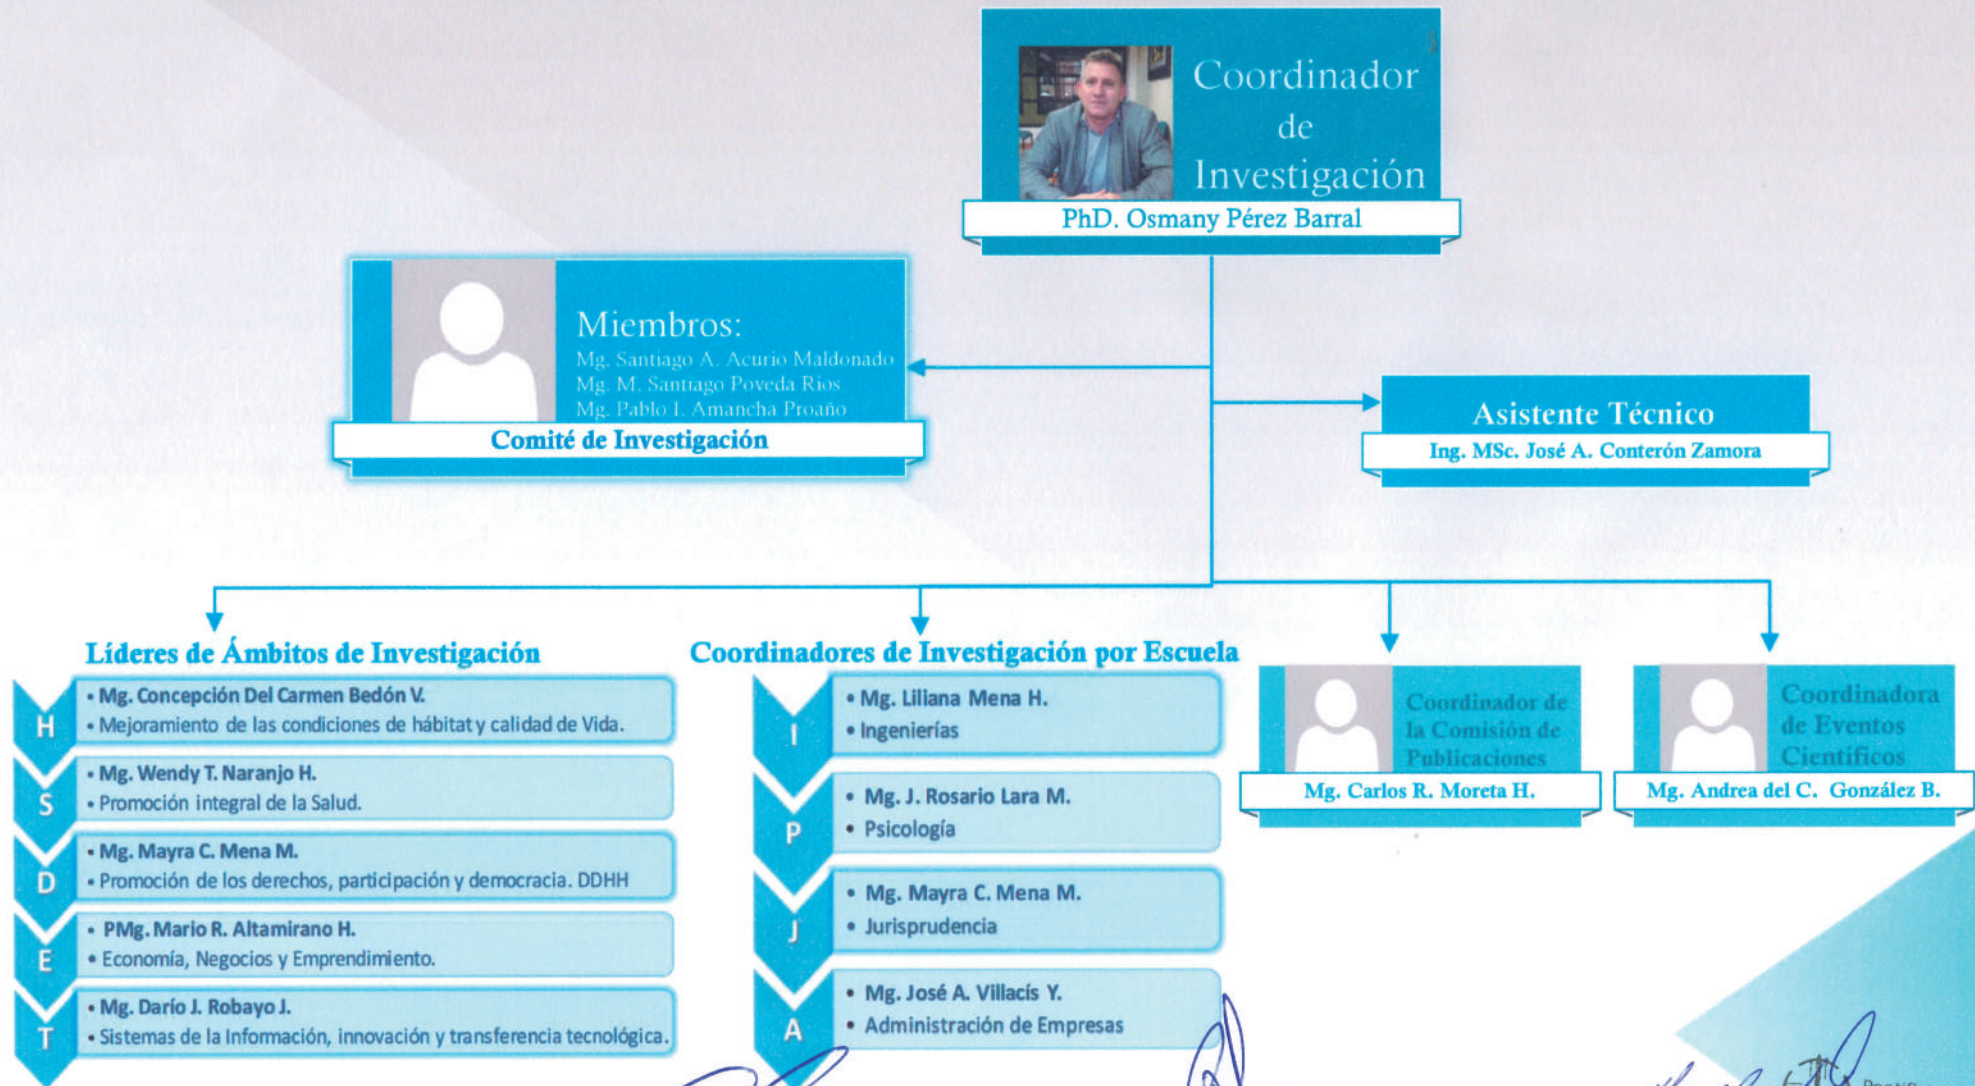 Coordinador
de
Investigación
PhD. Osmany Pérez Barral
Miembros:
Mg. Santiago A. Acurio Maldonado
Mg. M. Santiago Poveda Rios
Mg. Pablo I. Amancha Proaño
Comité de Investigación
Asistente Técnico
Ing. MSc. José A. Conterón Zamora
Líderes de Ámbitos de Investigación
H
• Mg. Concepción Del Carmen Bedón V.
• Mejoramiento de las condiciones de hábitat y calidad de Vida.
S
• Mg. Wendy T. Naranjo H.
• Promoción integral de la Salud.
D
• Mg. Mayra C. Mena M.
• Promoción de los derechos, participación y democracia. DDHH
E
• PMg. Mario R. Altamirano H.
• Economía, Negocios y Emprendimiento.
T
• Mg. Darío J. Robayo J.
• Sistemas de la Información, innovación y transferencia tecnológica.
Coordinadores de Investigación por Escuela
I
• Mg. Liliana Mena H.
• Ingenierías
P
• Mg. J. Rosario Lara M.
• Psicología
J
• Mg. Mayra C. Mena M.
• Jurisprudencia
A
• Mg. José A. Villacís Y.
• Administración de Empresas
Coordinador de
la Comisión de
Publicaciones
Mg. Carlos R. Moreta H.
Coordinadora
de Eventos
Científicos
Mg. Andrea del C. González B.